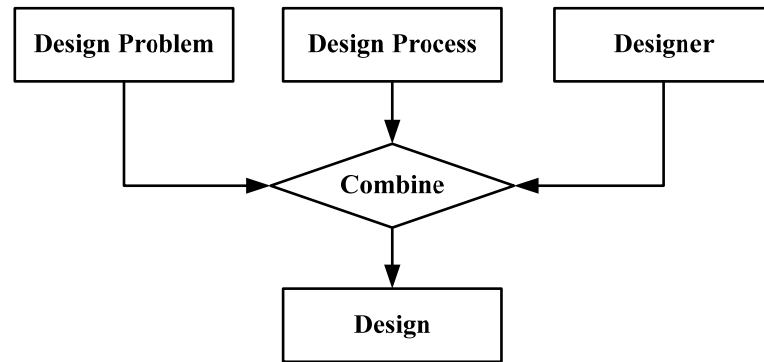 Design Problem
Design Process
Designer
Combine
Design